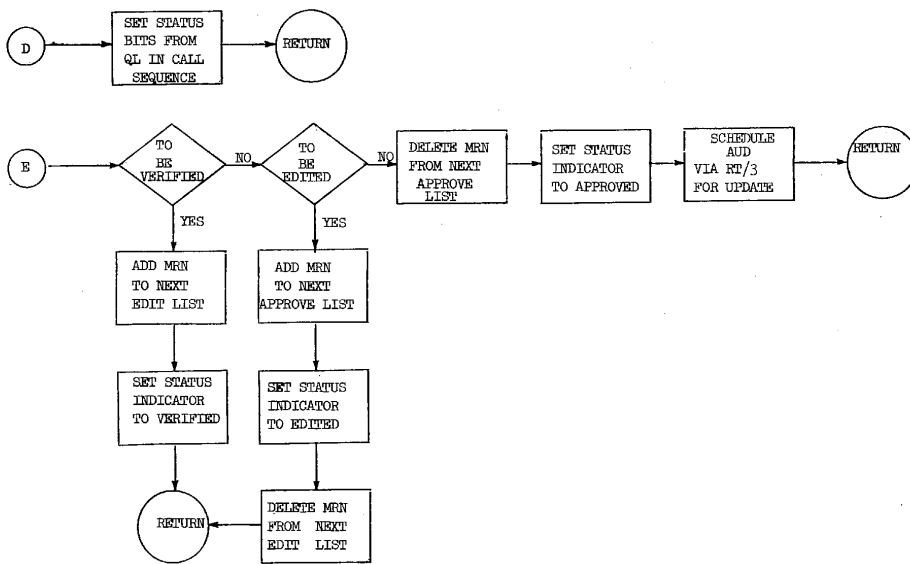 D
SET STATUS
BITS FROM
QL IN CALL
SEQUENCE
RETURN
E
TO
BE
VERIFIED
NO
TO
BE
EDITED
NO
DELETE MRN
FROM NEXT
APPROVE
LIST
SET STATUS
INDICATOR
TO APPROVED
SCHEDULE
AUD
VIA RT/3
FOR UPDATE
RETURN
YES
YES
ADD MRN
TO NEXT
EDIT LIST
ADD MRN
TO NEXT
APPROVE LIST
SET STATUS
INDICATOR
TO VERIFIED
SET STATUS
INDICATOR
TO EDITED
RETURN
DELETE MRN
FROM NEXT
EDIT LIST